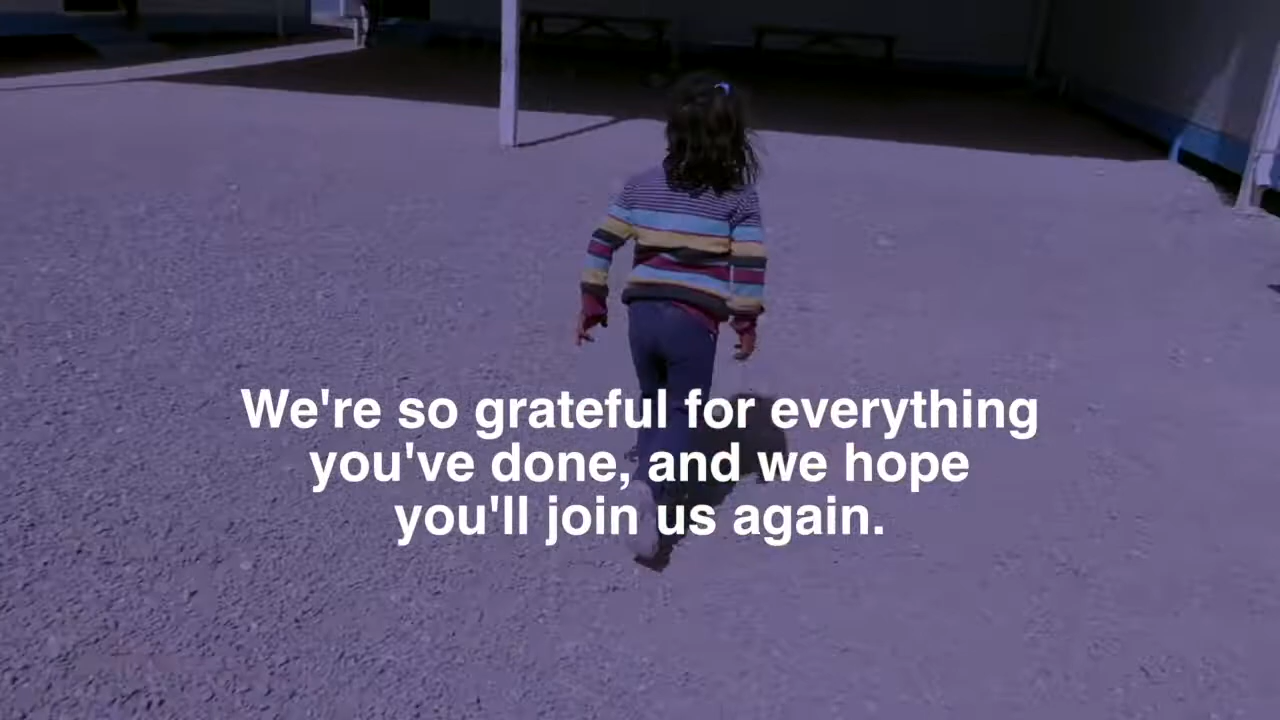 We're so grateful for everything
you've done, and we hope
you'll join us again.